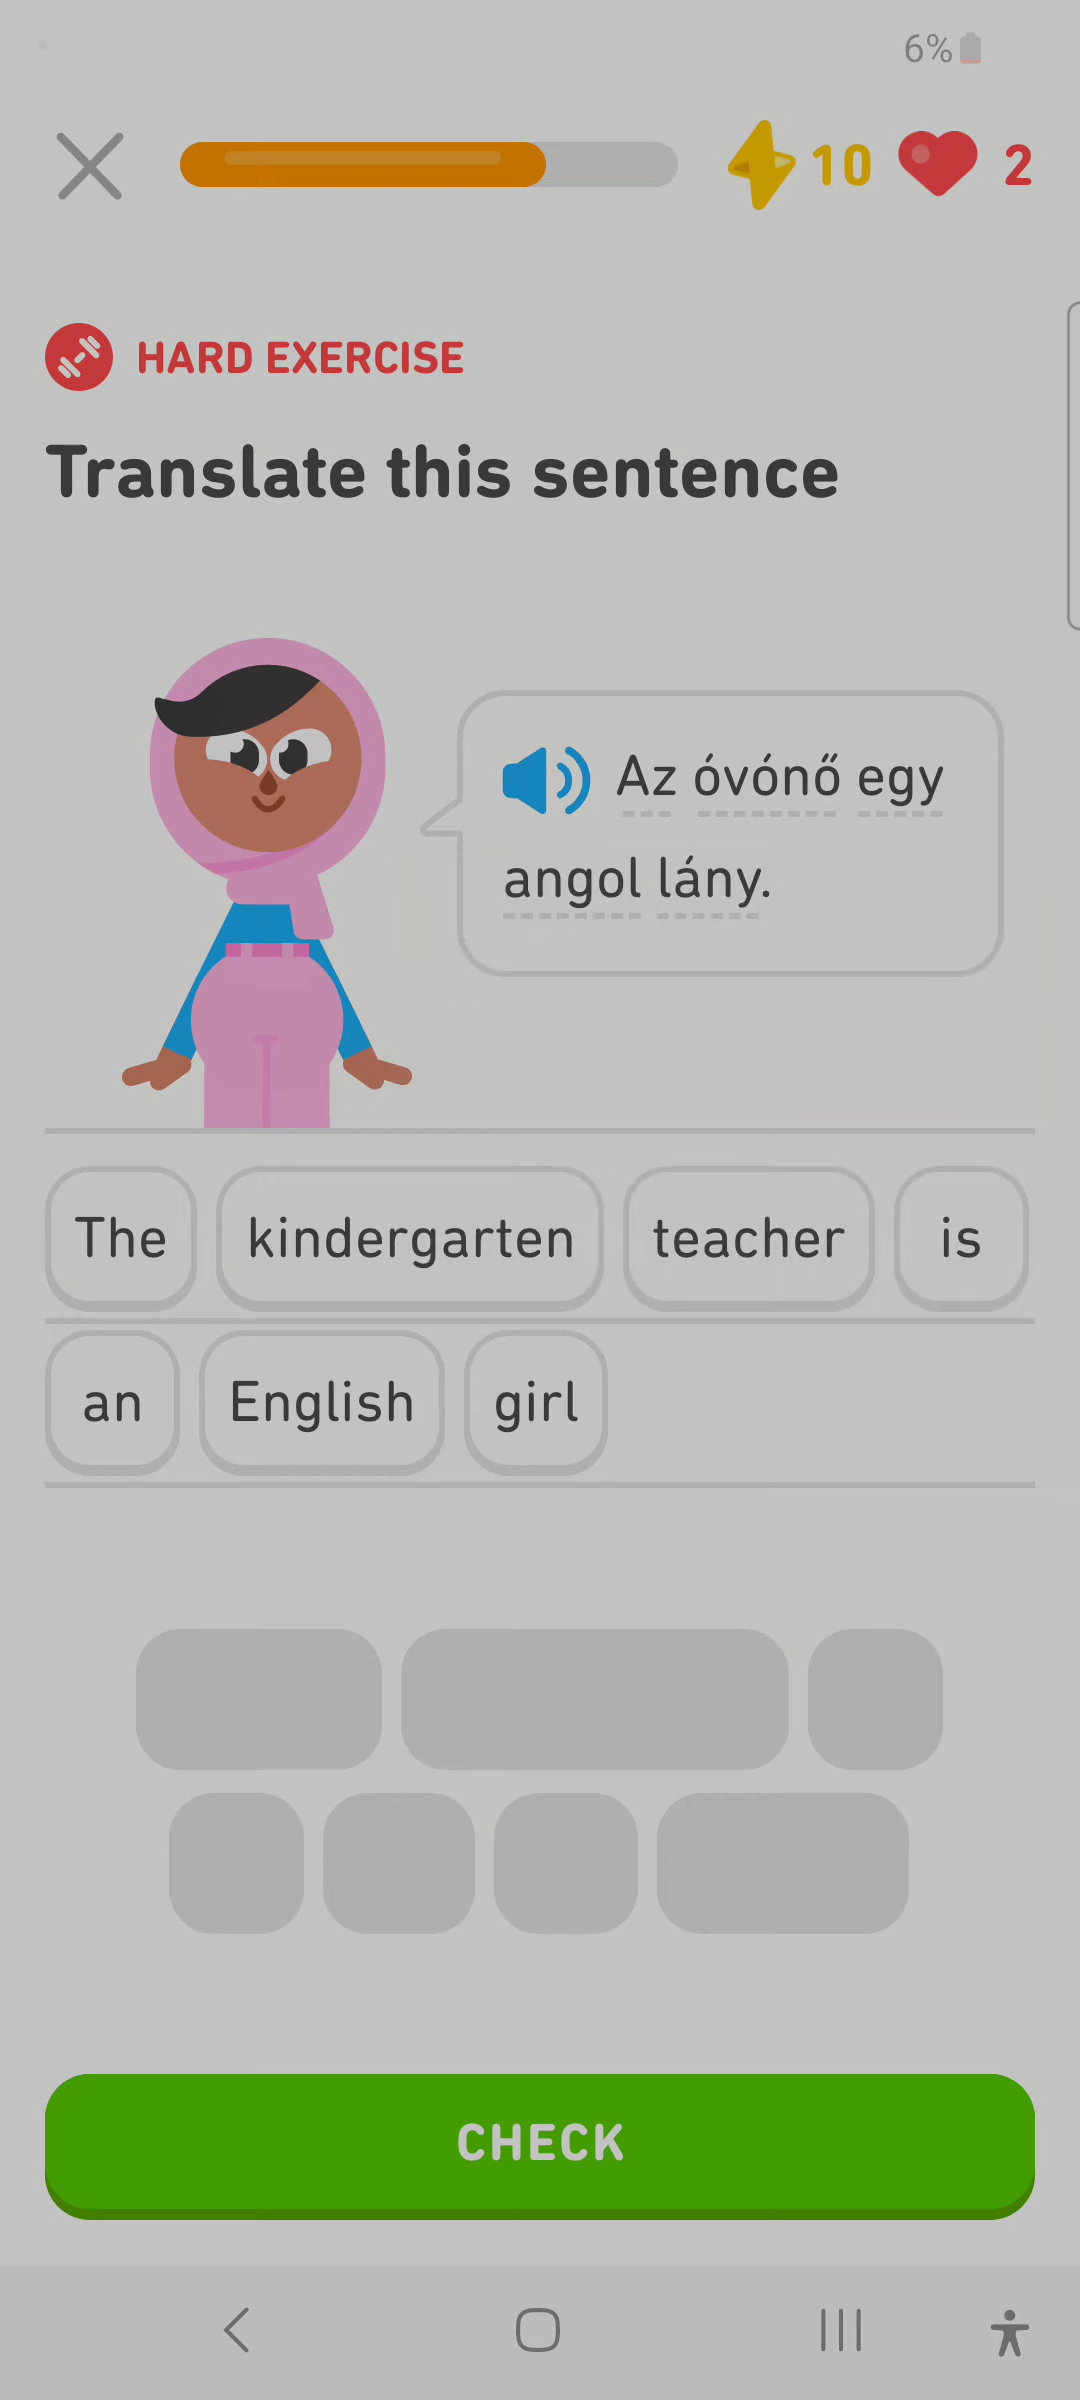 6%
10 2
HARD EXERCISE
Translate this sentence
Az óvónő egy
angol lány.
The kindergarten teacher is
an English girl
CHECK